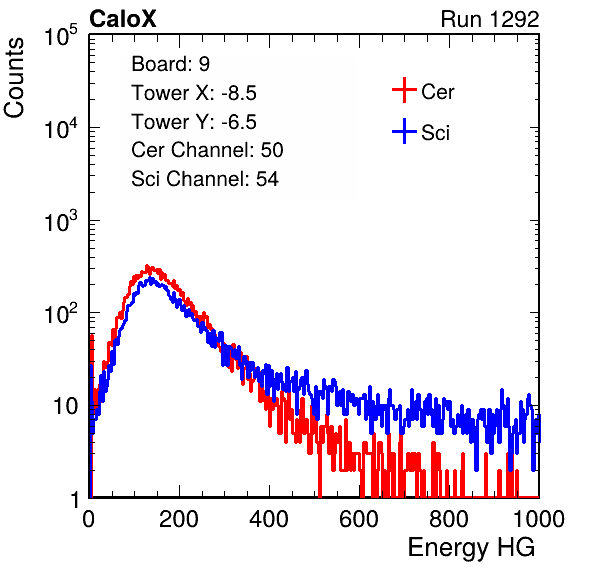 CaloX Run 1292
Counts
Board: 9
Tower X: -8.5
Tower Y: -6.5
Cer Channel: 50
Sci Channel: 54
Cer
Sci
10^5
10^4
10^3
10^2
10
1
0 200 400 600 800 1000
Energy HG